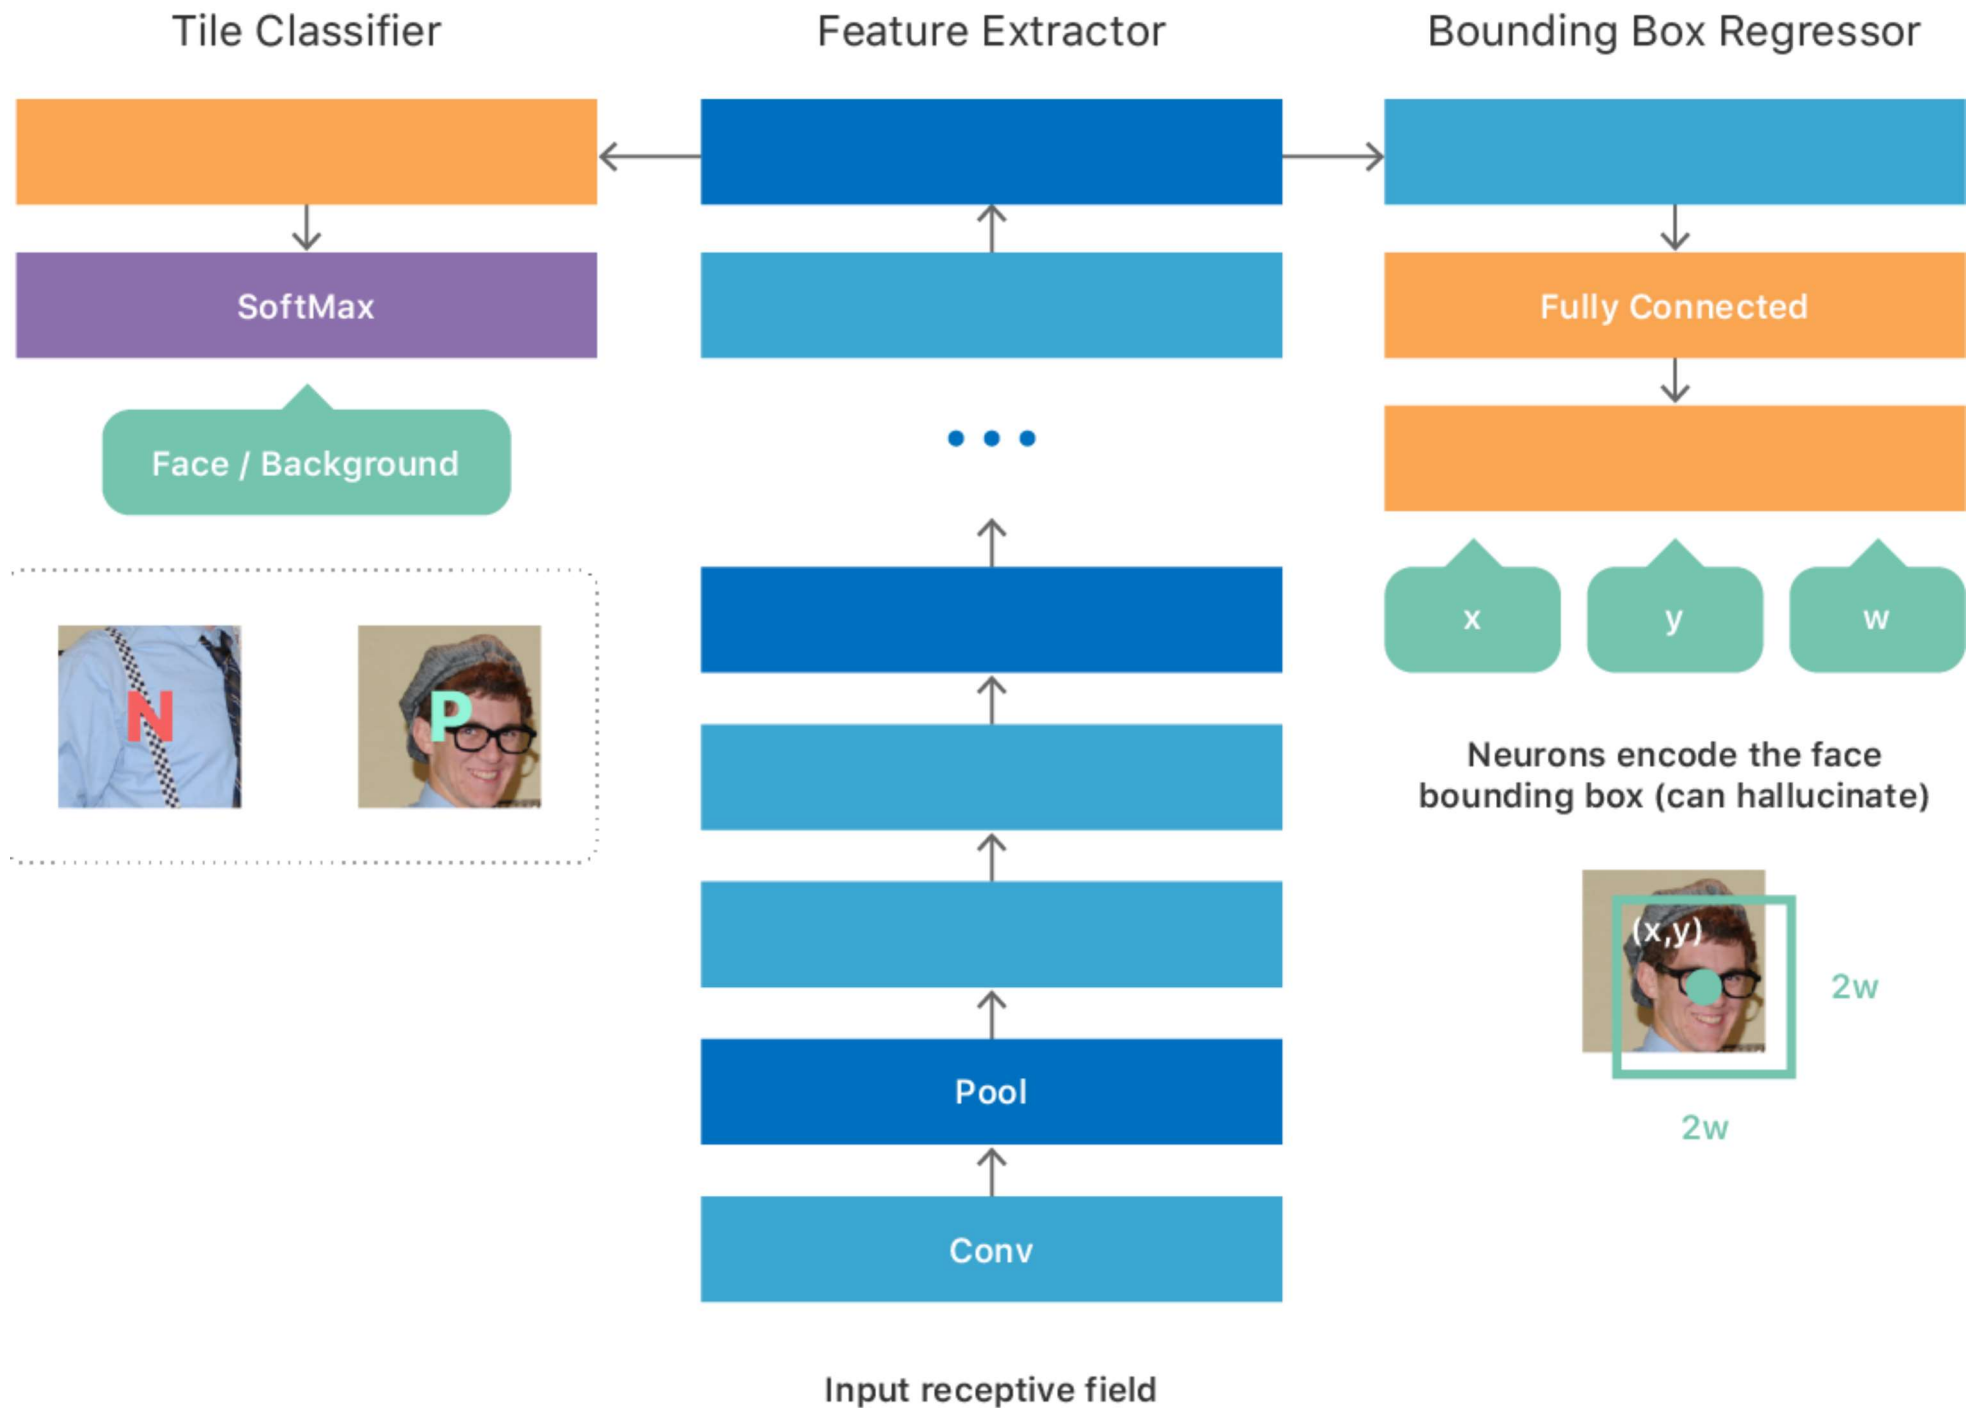 Tile Classifier
Feature Extractor
Bounding Box Regressor
SoftMax
Fully Connected
Face / Background
x
y
w
N
P
Neurons encode the face
bounding box (can hallucinate)
(x,y)
2w
2w
Pool
Conv
Input receptive field